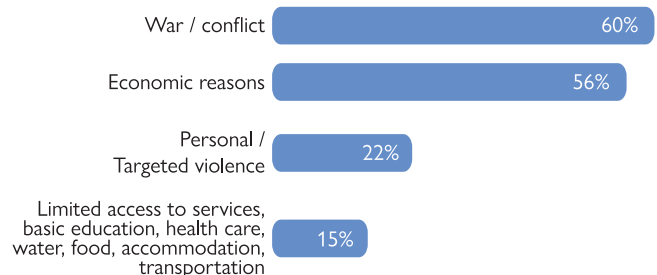 War / conflict 60%
Economic reasons 56%
Personal /
Targeted violence 22%
Limited access to services,
basic education, health care,
water, food, accommodation,
transportation 15%